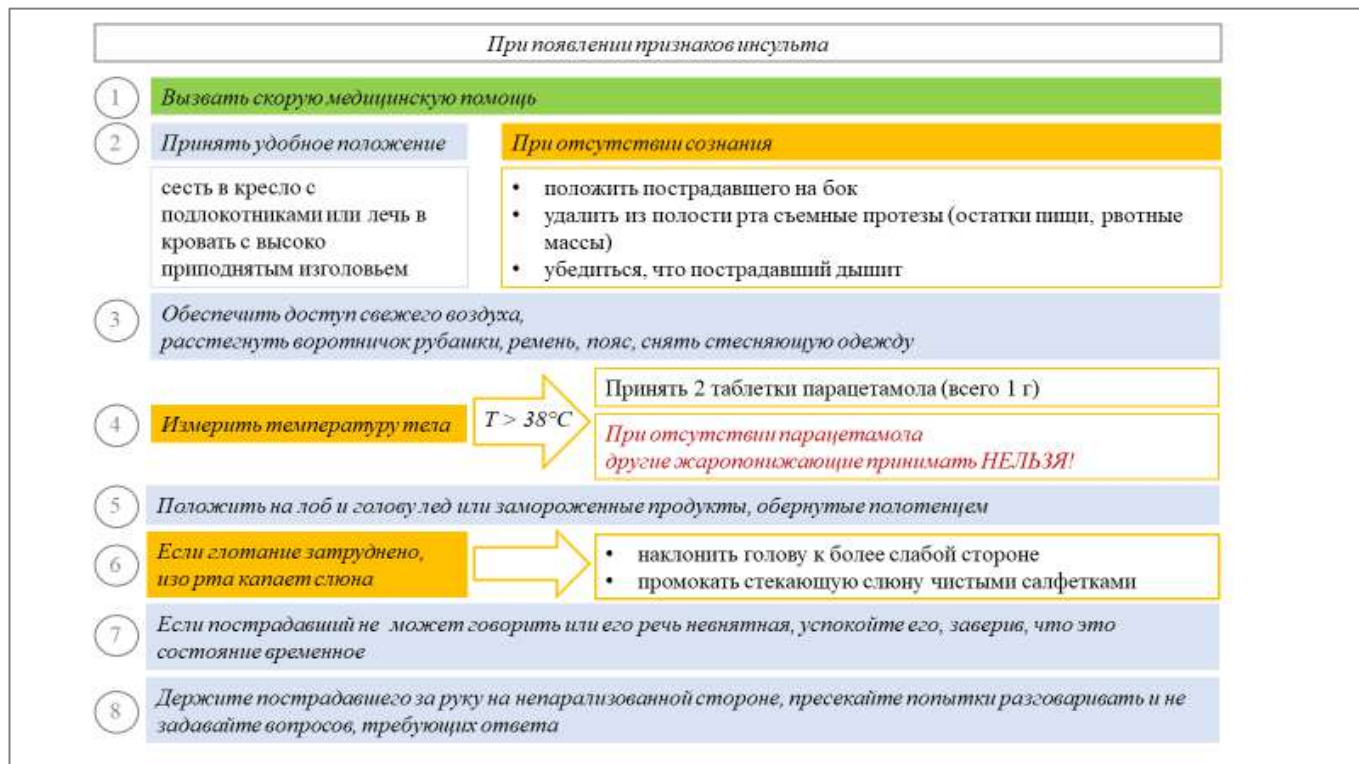 При появлении признаков инсульта
1
Вызвать скорую медицинскую помощь
2
Принять удобное положение
При отсутствии сознания
сесть в кресло с
подлокотниками или лечь в
кровать с высоко
приподнятым изголовьем
• положить пострадавшего на бок
• удалить из полости рта съемные протезы (остатки пищи, рвотные
массы)
• убедиться, что пострадавший дышит
3
Обеспечить доступ свежего воздуха,
расстегнуть воротничок рубашки, ремень, пояс, снять стесняющую одежду
4
Измерить температуру тела
T > 38°C
Принять 2 таблетки парацетамола (всего 1 г)
При отсутствии парацетамола
другие жаропонижающие принимать НЕЛЬЗЯ!
5
Положить на лоб и голову лед или замороженные продукты, обернутые полотенцем
6
Если глотание затруднено,
изо рта капает слюна
• наклонить голову к более слабой стороне
• промокать стекающую слюну чистыми салфетками
7
Если пострадавший не может говорить или его речь невнятная, успокойте его, заверив, что это
состояние временное
8
Держите пострадавшего за руку на непарализованной стороне, пресекайте попытки разговаривать и не
задавайте вопросов, требующих ответа